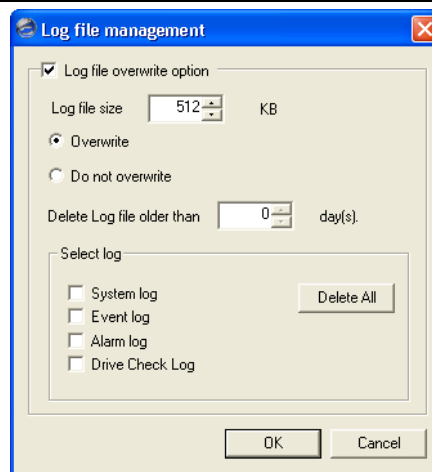 Log file management
Log file overwrite option
Log file size 512 KB
Overwrite
Do not overwrite
Delete Log file older than 0 day(s).
Select log
System log
Delete All
Event log
Alarm log
Drive Check Log
OK Cancel